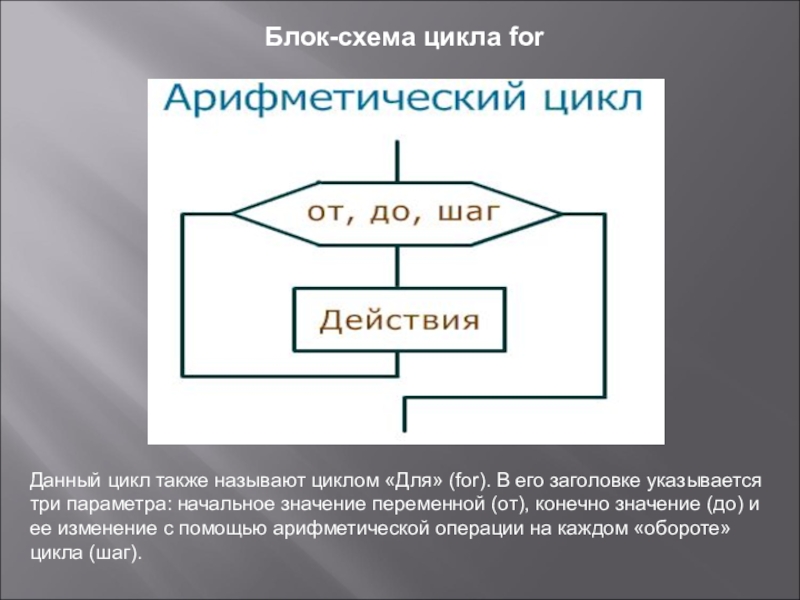 Блок-схема цикла for
Арифметический цикл
от, до, шаг
Действия
Данный цикл также называют циклом «Для» (for). В его заголовке указывается
три параметра: начальное значение переменной (от), конечно значение (до) и
ее изменение с помощью арифметической операции на каждом «обороте»
цикла (шаг).